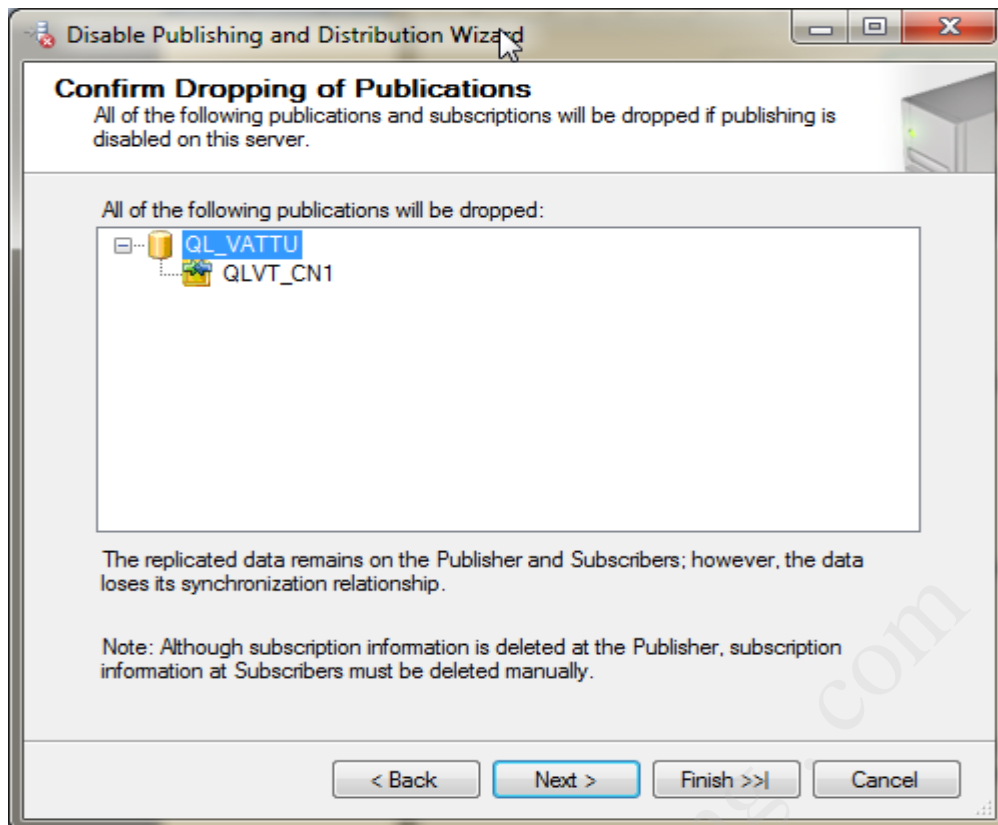 Disable Publishing and Distribution Wizard
Confirm Dropping of Publications
All of the following publications and subscriptions will be dropped if publishing is
disabled on this server.
All of the following publications will be dropped:
QL_VATTU
QLVT_CN1
The replicated data remains on the Publisher and Subscribers; however, the data
loses its synchronization relationship.
Note: Although subscription information is deleted at the Publisher, subscription
information at Subscribers must be deleted manually.
< Back Next > Finish >>| Cancel
ng . com